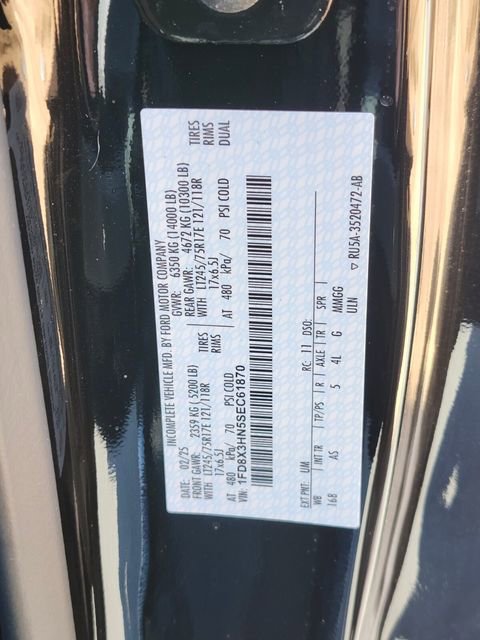 INCOMPLETE VEHICLE MFD. BY FORD MOTOR COMPANY
DATE: 02/25 GVWR: 6350 KG (14000 LB)
FRONT GAWR: 2359 KG (5200 LB) REAR GAWR: 4672 KG (10300 LB)
WITH LT245/75R17E 121/118R TIRES WITH LT245/75R17E 121/118R TIRES
17x6.5J RIMS 17x6.5J RIMS
AT 480 kPa/ 70 PSI COLD AT 480 kPa/ 70 PSI COLD DUAL
VIN: 1FD8X3HN5SEC61870
EXT PNT: UM RC: 11 DSO:
WB INT TR TP/PS R AXLE TR SPR
168 AS 5 4L G MMGG
ULN
▽ RU5A-3520472-AB